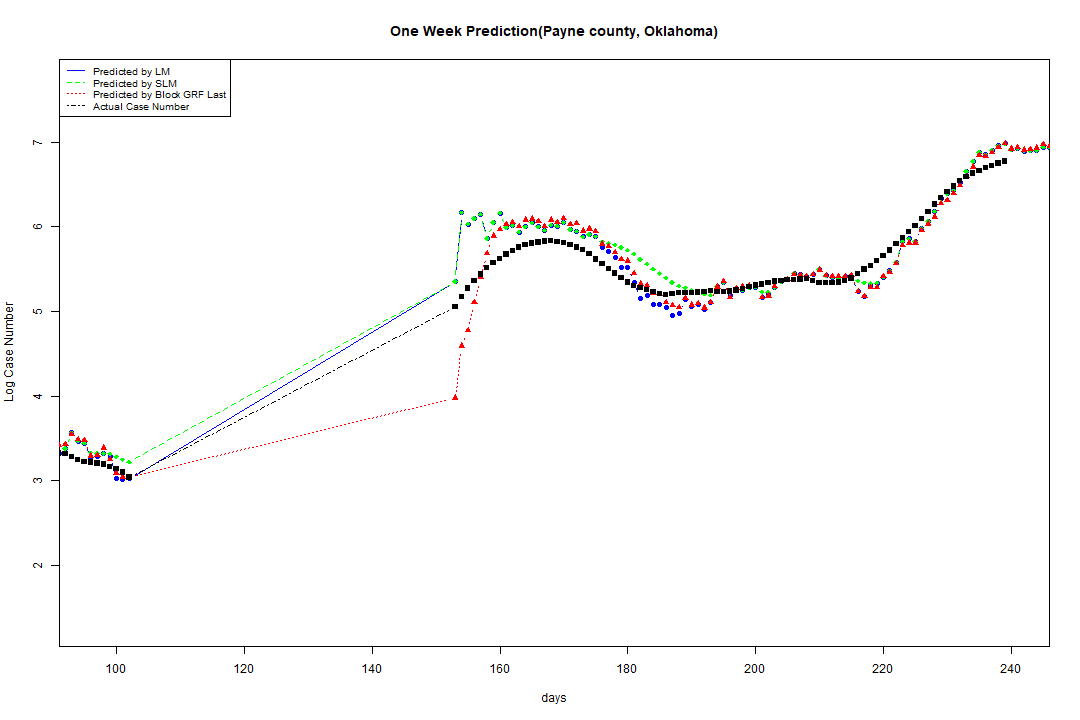 One Week Prediction(Payne county, Oklahoma)
Predicted by LM
Predicted by SLM
Predicted by Block GRF Last
Actual Case Number
Log Case Number
7
6
5
4
3
2
100 120 140 160 180 200 220 240
days